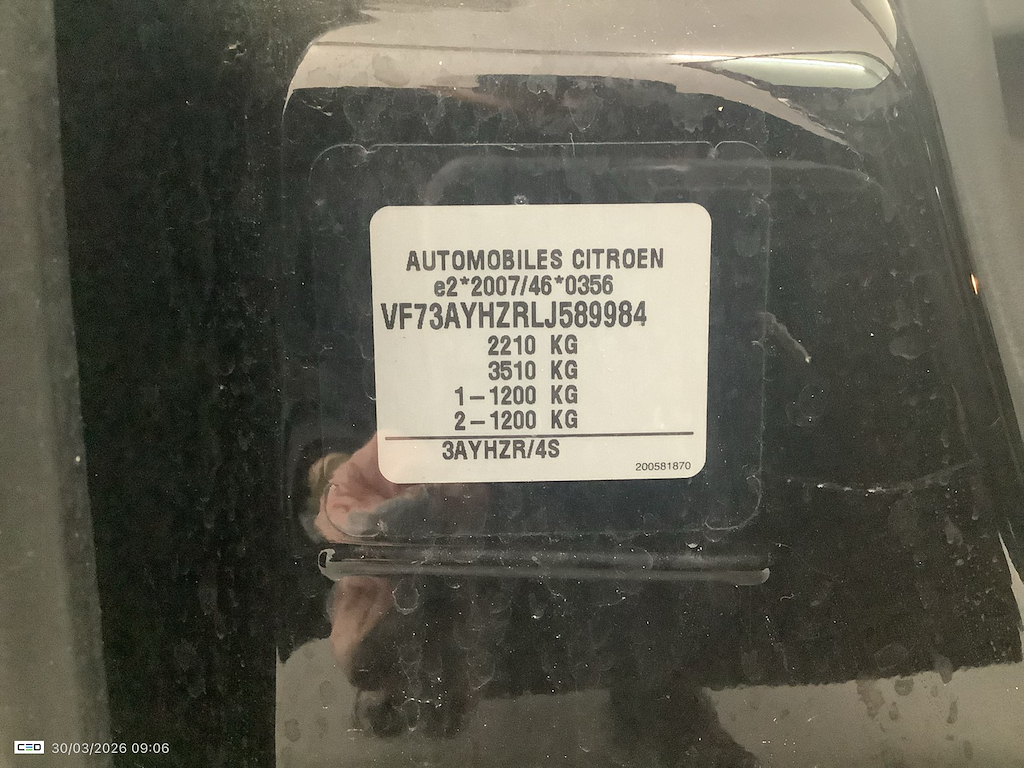 AUTOMOBILES CITROEN
e2*2007/46*0356
VF73AYHZRLJ589984
2210 KG
3510 KG
1-1200 KG
2-1200 KG
3AYHZR/4S
200581870
CEO 30/03/2026 09:06